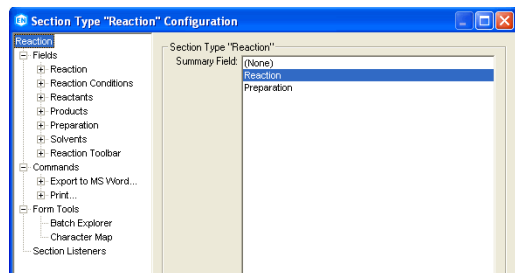 Section Type "Reaction" Configuration
Reaction
Fields
Reaction
Reaction Conditions
Reactants
Products
Preparation
Solvents
Reaction Toolbar
Commands
Export to MS Word...
Print...
Form Tools
Batch Explorer
Character Map
Section Listeners
Section Type "Reaction"
Summary Field:
(None)
Reaction
Preparation